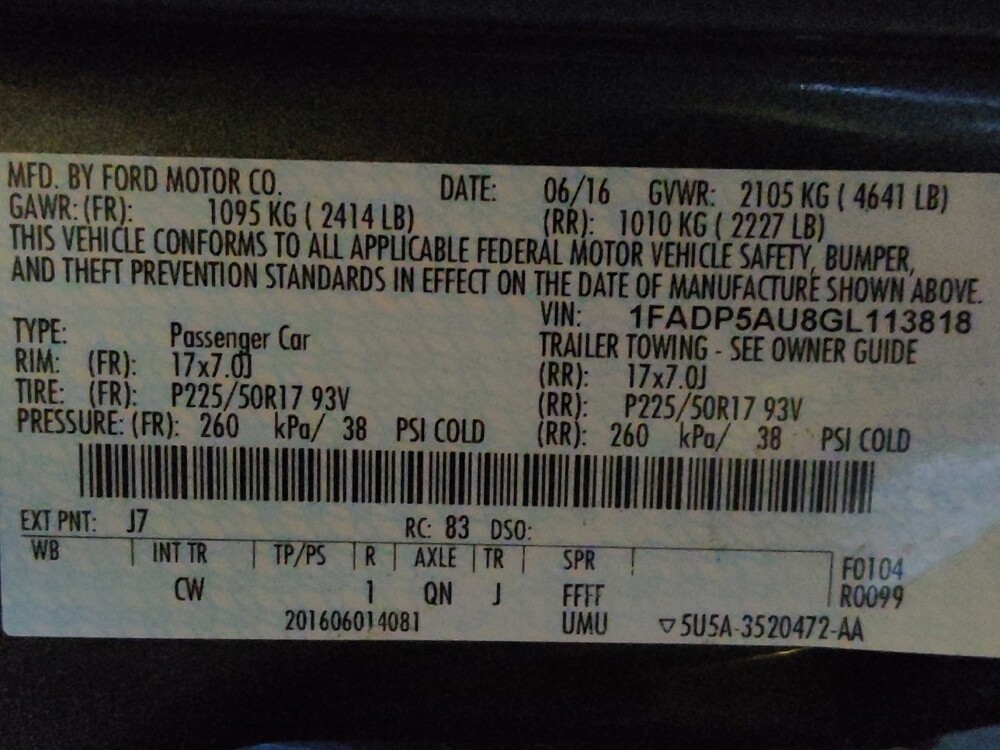 MFD. BY FORD MOTOR CO. DATE: 06/16 GVWR: 2105 KG ( 4641 LB)
GAWR: (FR): 1095 KG ( 2414 LB) (RR): 1010 KG ( 2227 LB)
THIS VEHICLE CONFORMS TO ALL APPLICABLE FEDERAL MOTOR VEHICLE SAFETY, BUMPER,
AND THEFT PREVENTION STANDARDS IN EFFECT ON THE DATE OF MANUFACTURE SHOWN ABOVE.
VIN: 1FADP5AU8GL113818
TYPE: Passenger Car TRAILER TOWING - SEE OWNER GUIDE
RIM: (FR): 17x7.0J (RR): 17x7.0J
TIRE: (FR): P225/50R17 93V (RR): P225/50R17 93V
PRESSURE: (FR): 260 kPa/ 38 PSI COLD (RR): 260 kPa/ 38 PSI COLD
EXT PNT: J7 RC: 83 DSO:
WB INT TR TP/PS R AXLE TR SPR F0104
CW 1 QN J FFFF R0099
201606014081 UMU ▽5U5A-3520472-AA